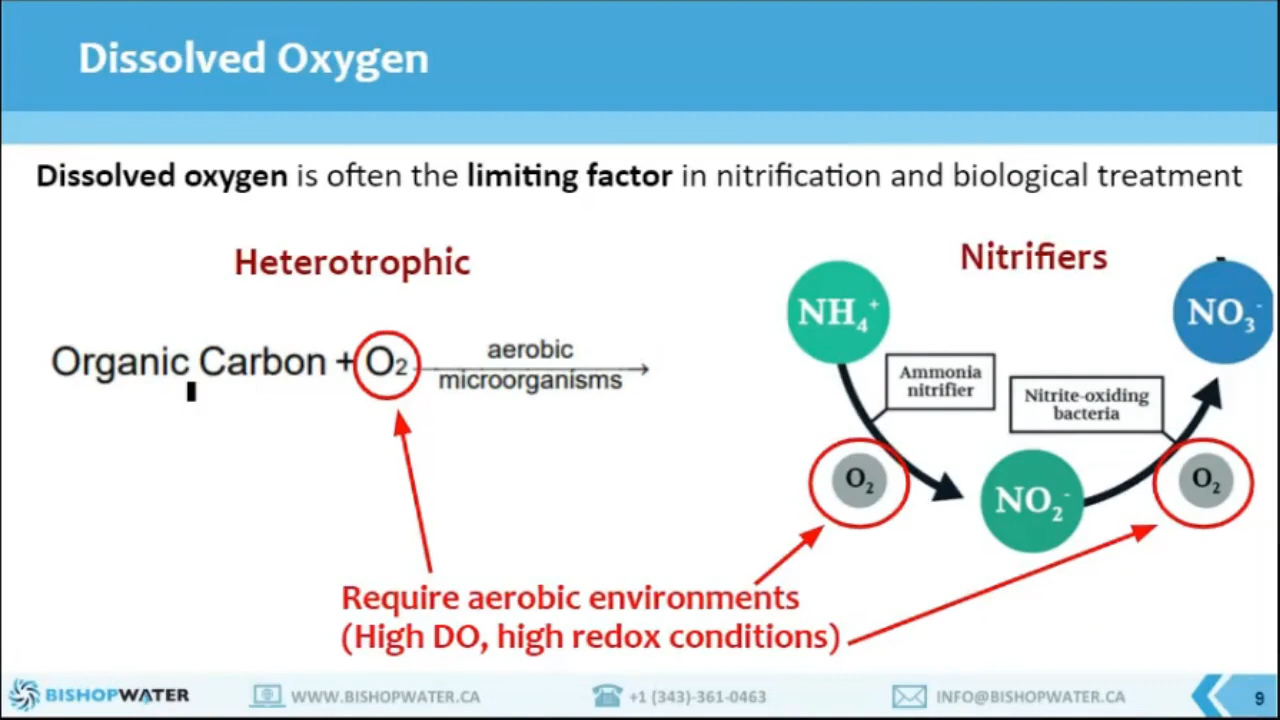 Dissolved Oxygen
Dissolved oxygen is often the limiting factor in nitrification and biological treatment
Heterotrophic
Nitrifiers
Organic Carbon + O₂
aerobic
microorganisms
NH₄⁺
NO₃⁻
Ammonia
nitrifier
Nitrite-oxiding
bacteria
O₂
NO₂⁻
O₂
Require aerobic environments
(High DO, high redox conditions)
BISHOPWATER
WWW.BISHOPWATER.CA
+1 (343)-361-0463
INFO@BISHOPWATER.CA
9